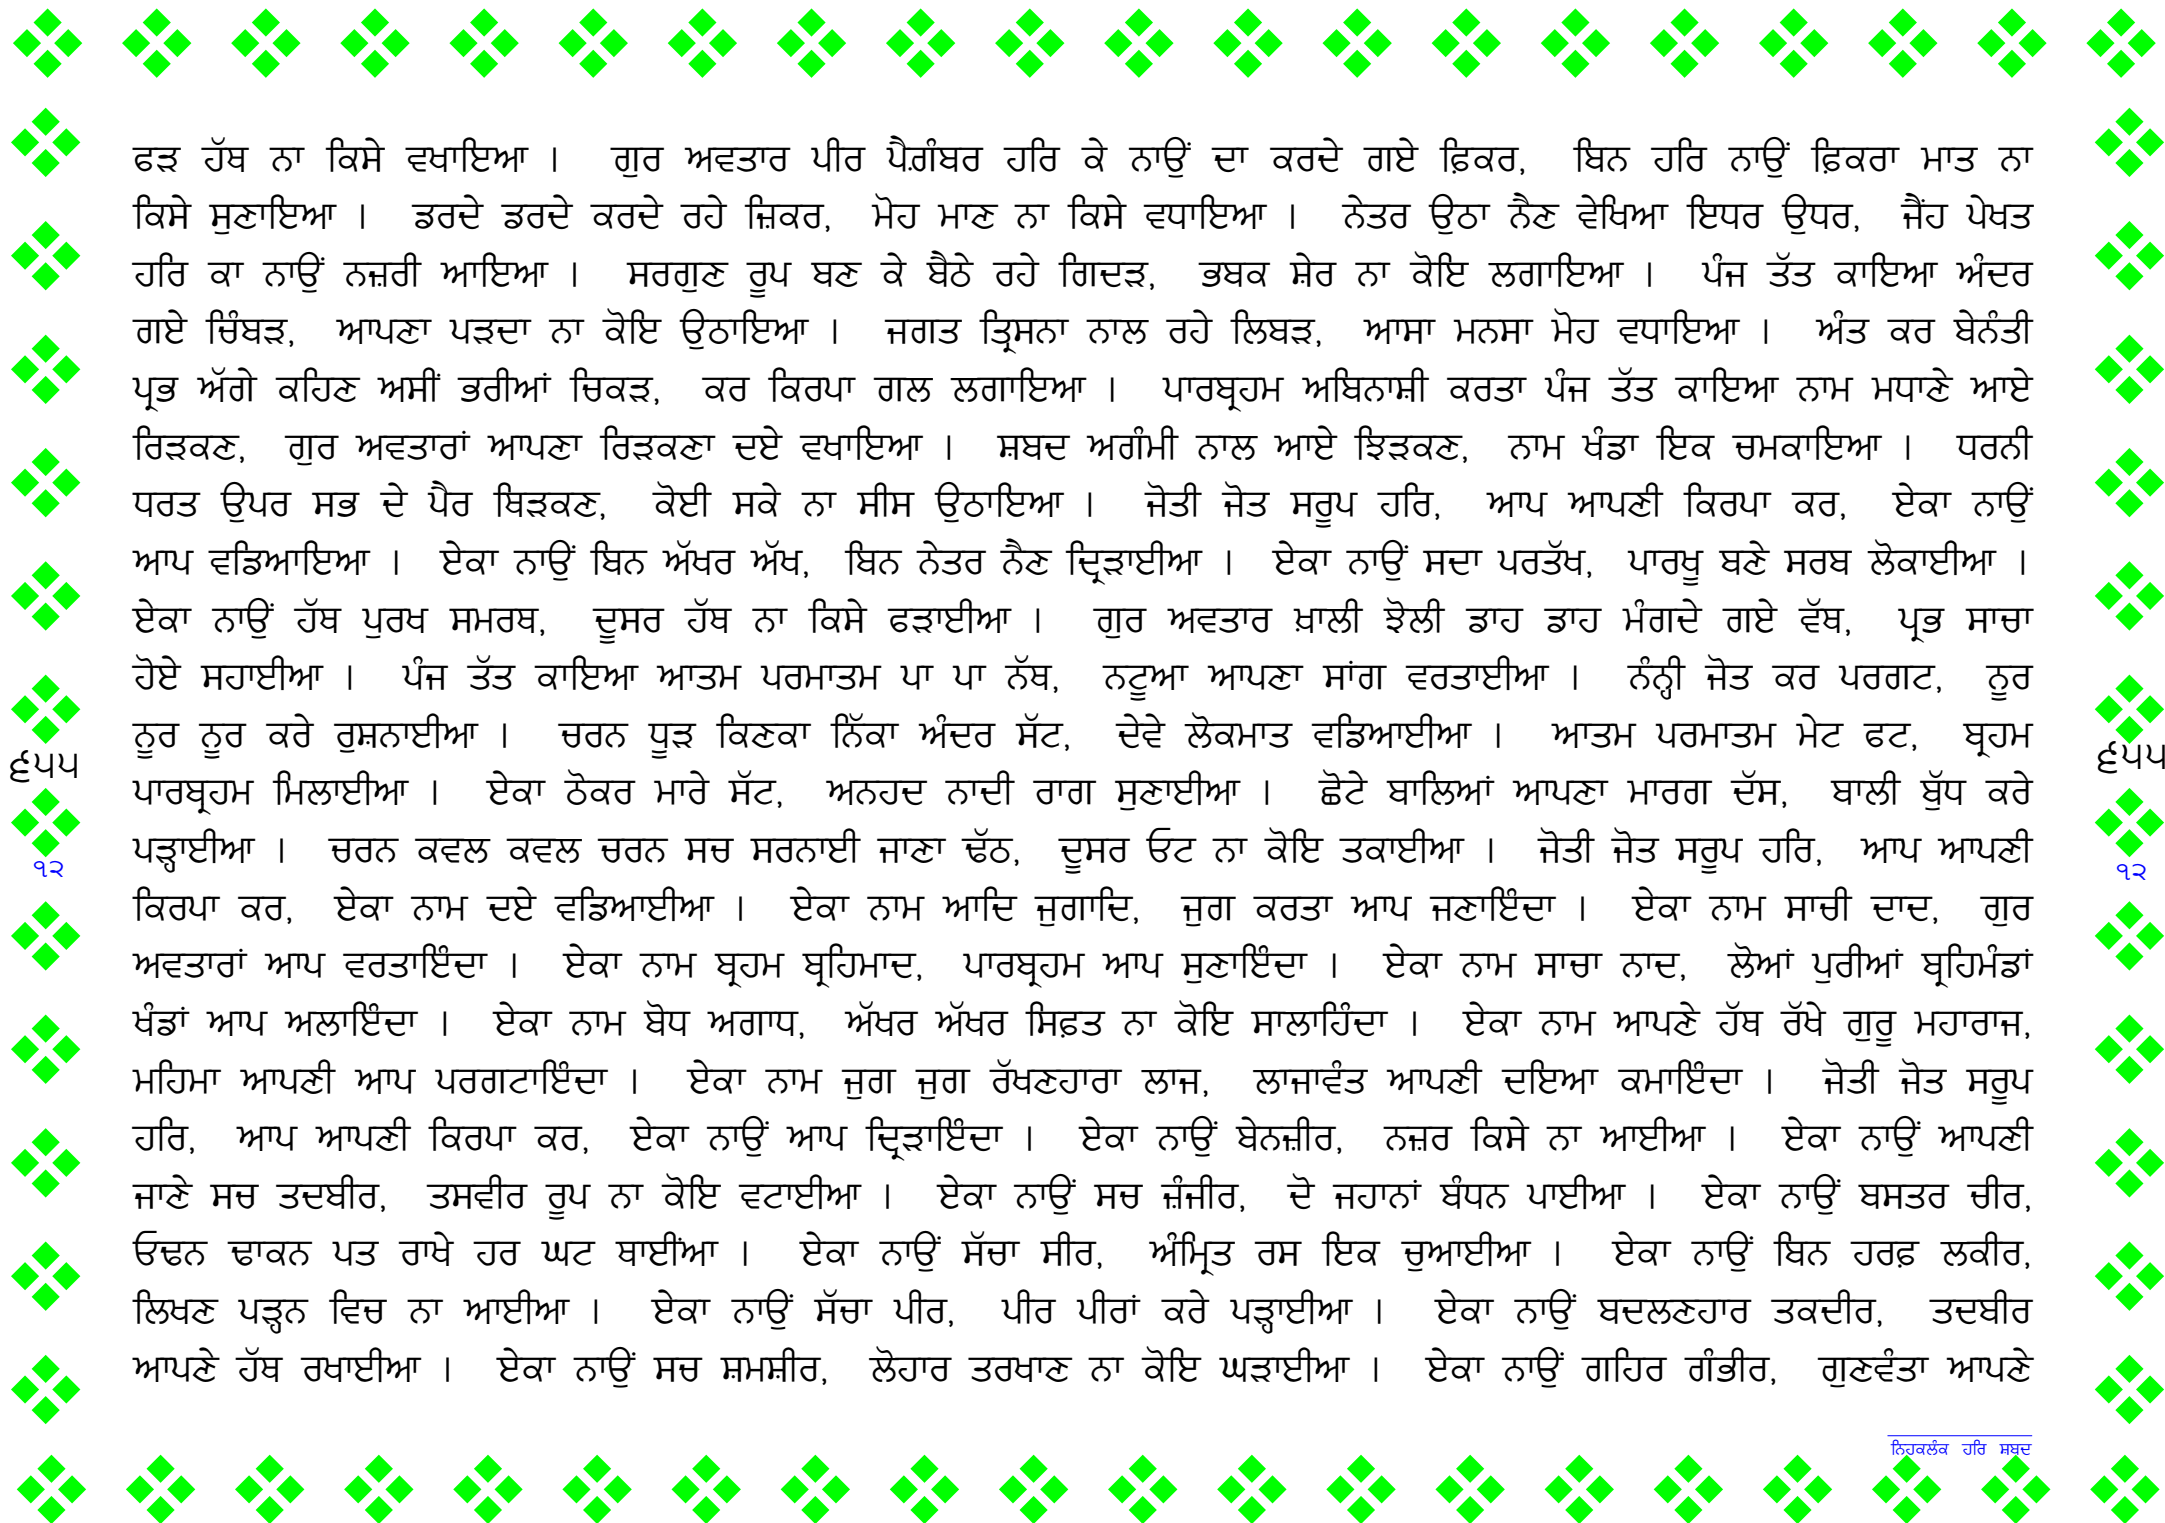 ਫੜ ਹੱਥ ਨਾ ਕਿਸੇ ਵਖਾਇਆ । ਗੁਰ ਅਵਤਾਰ ਪੀਰ ਪੈਗ਼ੰਬਰ ਹਰਿ ਕੇ ਨਾਉਂ ਦਾ ਕਰਦੇ ਗਏ ਫ਼ਿਕਰ, ਬਿਨ ਹਰਿ ਨਾਉਂ ਫ਼ਿਕਰਾ ਮਾਤ ਨਾ
ਕਿਸੇ ਸੁਣਾਇਆ । ਡਰਦੇ ਡਰਦੇ ਕਰਦੇ ਰਹੇ ਜ਼ਿਕਰ, ਮੋਹ ਮਾਣ ਨਾ ਕਿਸੇ ਵਧਾਇਆ । ਨੇਤਰ ਉਠਾ ਨੈਣ ਵੇਖਿਆ ਇਧਰ ਉਧਰ, ਜੈਂਹ ਪੇਖਤ
ਹਰਿ ਕਾ ਨਾਉਂ ਨਜ਼ਰੀ ਆਇਆ । ਸਰਗੁਣ ਰੂਪ ਬਣ ਕੇ ਬੈਠੇ ਰਹੇ ਗਿਦੜ, ਭਬਕ ਸ਼ੇਰ ਨਾ ਕੋਇ ਲਗਾਇਆ । ਪੰਜ ਤੱਤ ਕਾਇਆ ਅੰਦਰ
ਗਏ ਚਿੰਬੜ, ਆਪਣਾ ਪੜਦਾ ਨਾ ਕੋਇ ਉਠਾਇਆ । ਜਗਤ ਤ੍ਰਿਸਨਾ ਨਾਲ ਰਹੇ ਲਿਬੜ, ਆਸਾ ਮਨਸਾ ਮੋਹ ਵਧਾਇਆ । ਅੰਤ ਕਰ ਬੇਨੰਤੀ
ਪ੍ਰਭ ਅੱਗੇ ਕਹਿਣ ਅਸੀਂ ਭਰੀਆਂ ਚਿਕੜ, ਕਰ ਕਿਰਪਾ ਗਲ ਲਗਾਇਆ । ਪਾਰਬ੍ਰਹਮ ਅਬਿਨਾਸ਼ੀ ਕਰਤਾ ਪੰਜ ਤੱਤ ਕਾਇਆ ਨਾਮ ਮਧਾਣੇ ਆਏ
ਰਿੜਕਣ, ਗੁਰ ਅਵਤਾਰਾਂ ਆਪਣਾ ਰਿੜਕਣਾ ਦਏ ਵਖਾਇਆ । ਸ਼ਬਦ ਅਗੰਮੀ ਨਾਲ ਆਏ ਝਿੜਕਣ, ਨਾਮ ਖੰਡਾ ਇਕ ਚਮਕਾਇਆ । ਧਰਨੀ
ਧਰਤ ਉਪਰ ਸਭ ਦੇ ਪੈਰ ਥਿੜਕਣ, ਕੋਈ ਸਕੇ ਨਾ ਸੀਸ ਉਠਾਇਆ । ਜੋਤੀ ਜੋਤ ਸਰੂਪ ਹਰਿ, ਆਪ ਆਪਣੀ ਕਿਰਪਾ ਕਰ, ਏਕਾ ਨਾਉਂ
ਆਪ ਵਡਿਆਇਆ । ਏਕਾ ਨਾਉਂ ਬਿਨ ਅੱਖਰ ਅੱਖ, ਬਿਨ ਨੇਤਰ ਨੈਣ ਦ੍ਰਿੜਾਈਆ । ਏਕਾ ਨਾਉਂ ਸਦਾ ਪਰਤੱਖ, ਪਾਰਖੂ ਬਣੇ ਸਰਬ ਲੋਕਾਈਆ ।
ਏਕਾ ਨਾਉਂ ਹੱਥ ਪੁਰਖ ਸਮਰਥ, ਦੂਸਰ ਹੱਥ ਨਾ ਕਿਸੇ ਫੜਾਈਆ । ਗੁਰ ਅਵਤਾਰ ਖ਼ਾਲੀ ਝੋਲੀ ਡਾਹ ਡਾਹ ਮੰਗਦੇ ਗਏ ਵੱਥ, ਪ੍ਰਭ ਸਾਚਾ
ਹੋਏ ਸਹਾਈਆ । ਪੰਜ ਤੱਤ ਕਾਇਆ ਆਤਮ ਪਰਮਾਤਮ ਪਾ ਪਾ ਨੱਥ, ਨਟੂਆ ਆਪਣਾ ਸਾਂਗ ਵਰਤਾਈਆ । ਨੰਨ੍ਹੀ ਜੋਤ ਕਰ ਪਰਗਟ, ਨੂਰ
ਨੂਰ ਨੂਰ ਕਰੇ ਰੁਸ਼ਨਾਈਆ । ਚਰਨ ਧੂੜ ਕਿਣਕਾ ਨਿੱਕਾ ਅੰਦਰ ਸੱਟ, ਦੇਵੇ ਲੋਕਮਾਤ ਵਡਿਆਈਆ । ਆਤਮ ਪਰਮਾਤਮ ਮੇਟ ਫਟ, ਬ੍ਰਹਮ
੬੫੫ ਪਾਰਬ੍ਰਹਮ ਮਿਲਾਈਆ । ਏਕਾ ਠੋਕਰ ਮਾਰੇ ਸੱਟ, ਅਨਹਦ ਨਾਦੀ ਰਾਗ ਸੁਣਾਈਆ । ਛੋਟੇ ਬਾਲਿਆਂ ਆਪਣਾ ਮਾਰਗ ਦੱਸ, ਬਾਲੀ ਬੁੱਧ ਕਰੇ ੬੫੫
ਪੜ੍ਹਾਈਆ । ਚਰਨ ਕਵਲ ਕਵਲ ਚਰਨ ਸਚ ਸਰਨਾਈ ਜਾਣਾ ਢੱਠ, ਦੂਸਰ ਓਟ ਨਾ ਕੋਇ ਤਕਾਈਆ । ਜੋਤੀ ਜੋਤ ਸਰੂਪ ਹਰਿ, ਆਪ ਆਪਣੀ
੧੨ ੧੨
ਕਿਰਪਾ ਕਰ, ਏਕਾ ਨਾਮ ਦਏ ਵਡਿਆਈਆ । ਏਕਾ ਨਾਮ ਆਦਿ ਜੁਗਾਦਿ, ਜੁਗ ਕਰਤਾ ਆਪ ਜਣਾਇੰਦਾ । ਏਕਾ ਨਾਮ ਸਾਚੀ ਦਾਦ, ਗੁਰ
ਅਵਤਾਰਾਂ ਆਪ ਵਰਤਾਇੰਦਾ । ਏਕਾ ਨਾਮ ਬ੍ਰਹਮ ਬ੍ਰਹਿਮਾਦ, ਪਾਰਬ੍ਰਹਮ ਆਪ ਸੁਣਾਇੰਦਾ । ਏਕਾ ਨਾਮ ਸਾਚਾ ਨਾਦ, ਲੋਆਂ ਪੁਰੀਆਂ ਬ੍ਰਹਿਮੰਡਾਂ
ਖੰਡਾਂ ਆਪ ਅਲਾਇੰਦਾ । ਏਕਾ ਨਾਮ ਬੋਧ ਅਗਾਧ, ਅੱਖਰ ਅੱਖਰ ਸਿਫ਼ਤ ਨਾ ਕੋਇ ਸਾਲਾਹਿੰਦਾ । ਏਕਾ ਨਾਮ ਆਪਣੇ ਹੱਥ ਰੱਖੇ ਗੁਰੂ ਮਹਾਰਾਜ,
ਮਹਿਮਾ ਆਪਣੀ ਆਪ ਪਰਗਟਾਇੰਦਾ । ਏਕਾ ਨਾਮ ਜੁਗ ਜੁਗ ਰੱਖਣਹਾਰਾ ਲਾਜ, ਲਾਜਾਵੰਤ ਆਪਣੀ ਦਇਆ ਕਮਾਇੰਦਾ । ਜੋਤੀ ਜੋਤ ਸਰੂਪ
ਹਰਿ, ਆਪ ਆਪਣੀ ਕਿਰਪਾ ਕਰ, ਏਕਾ ਨਾਉਂ ਆਪ ਦ੍ਰਿੜਾਇੰਦਾ । ਏਕਾ ਨਾਉਂ ਬੇਨਜ਼ੀਰ, ਨਜ਼ਰ ਕਿਸੇ ਨਾ ਆਈਆ । ਏਕਾ ਨਾਉਂ ਆਪਣੀ
ਜਾਣੇ ਸਚ ਤਦਬੀਰ, ਤਸਵੀਰ ਰੂਪ ਨਾ ਕੋਇ ਵਟਾਈਆ । ਏਕਾ ਨਾਉਂ ਸਚ ਜ਼ੰਜੀਰ, ਦੋ ਜਹਾਨਾਂ ਬੰਧਨ ਪਾਈਆ । ਏਕਾ ਨਾਉਂ ਬਸਤਰ ਚੀਰ,
ਓਢਨ ਢਾਕਨ ਪਤ ਰਾਖੇ ਹਰ ਘਟ ਥਾਈਂਆ । ਏਕਾ ਨਾਉਂ ਸੱਚਾ ਸੀਰ, ਅੰਮ੍ਰਿਤ ਰਸ ਇਕ ਚੁਆਈਆ । ਏਕਾ ਨਾਉਂ ਬਿਨ ਹਰਫ਼ ਲਕੀਰ,
ਲਿਖਣ ਪੜ੍ਹਨ ਵਿਚ ਨਾ ਆਈਆ । ਏਕਾ ਨਾਉਂ ਸੱਚਾ ਪੀਰ, ਪੀਰ ਪੀਰਾਂ ਕਰੇ ਪੜ੍ਹਾਈਆ । ਏਕਾ ਨਾਉਂ ਬਦਲਣਹਾਰ ਤਕਦੀਰ, ਤਦਬੀਰ
ਆਪਣੇ ਹੱਥ ਰਖਾਈਆ । ਏਕਾ ਨਾਉਂ ਸਚ ਸ਼ਮਸ਼ੀਰ, ਲੋਹਾਰ ਤਰਖਾਣ ਨਾ ਕੋਇ ਘੜਾਈਆ । ਏਕਾ ਨਾਉਂ ਗਹਿਰ ਗੰਭੀਰ, ਗੁਣਵੰਤਾ ਆਪਣੇ
ਨਿਹਕਲੰਕ ਹਰਿ ਸ਼ਬਦ